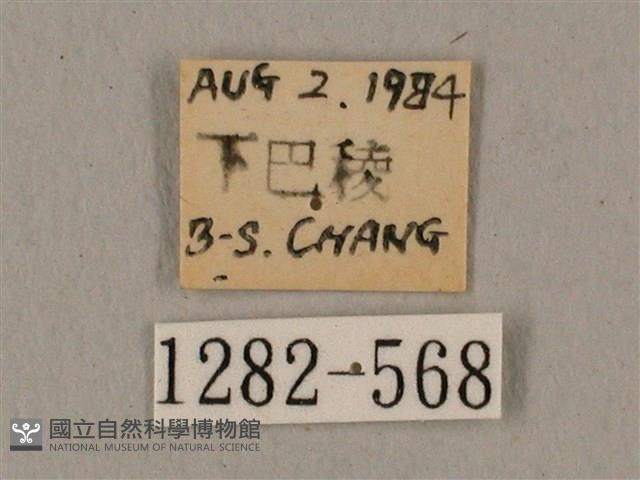 AUG 2. 1984
下巴稜
B-S. CHANG
1282-568
國立自然科學博物館
NATIONAL MUSEUM OF NATURAL SCIENCE